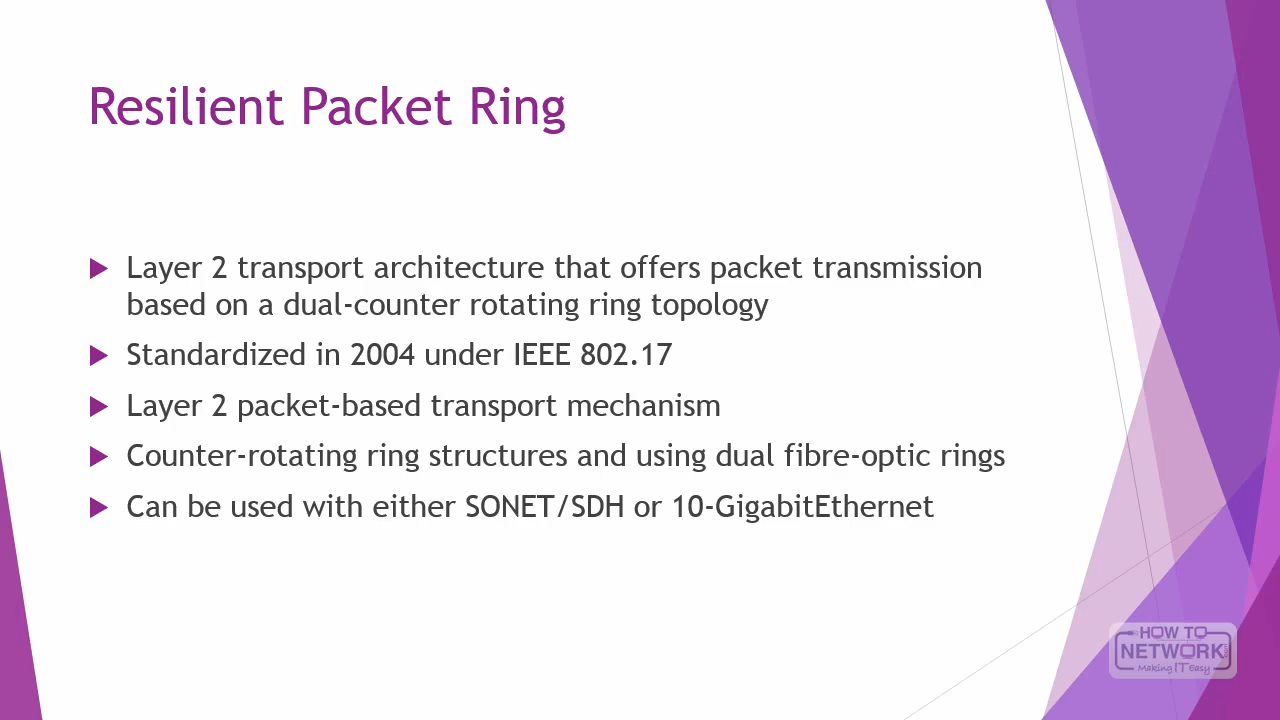 Resilient Packet Ring
Layer 2 transport architecture that offers packet transmission
based on a dual-counter rotating ring topology
Standardized in 2004 under IEEE 802.17
Layer 2 packet-based transport mechanism
Counter-rotating ring structures and using dual fibre-optic rings
Can be used with either SONET/SDH or 10-GigabitEthernet
HOW TO
NETWORK
Making IT Easy